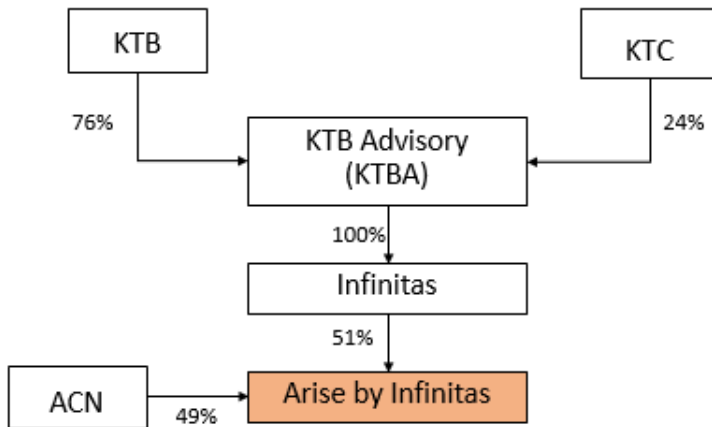 KTB
KTC
76%
24%
KTB Advisory
(KTBA)
100%
Infinitas
51%
Arise by Infinitas
ACN
49%